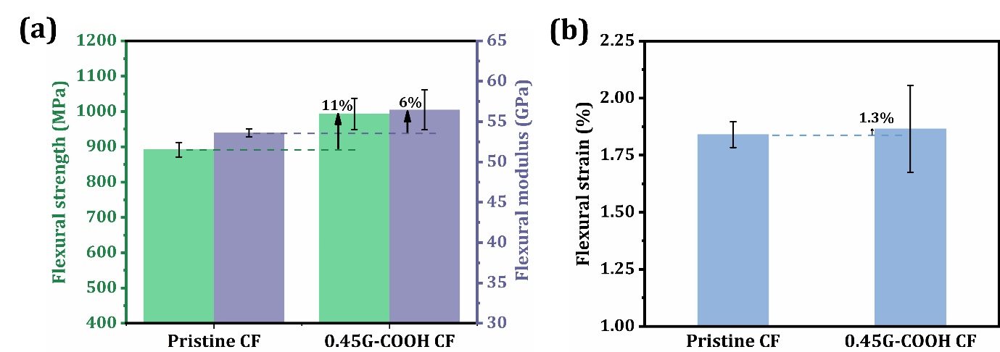 (a)
1200
1100
1000
900
800
700
600
500
400
Flexural strength (MPa)
11%
6%
65
60
55
50
45
40
35
30
Flexural modulus (GPa)
Pristine CF
0.45G-COOH CF
(b)
2.25
2.00
1.75
1.50
1.25
1.00
Flexural strain (%)
1.3%
Pristine CF
0.45G-COOH CF